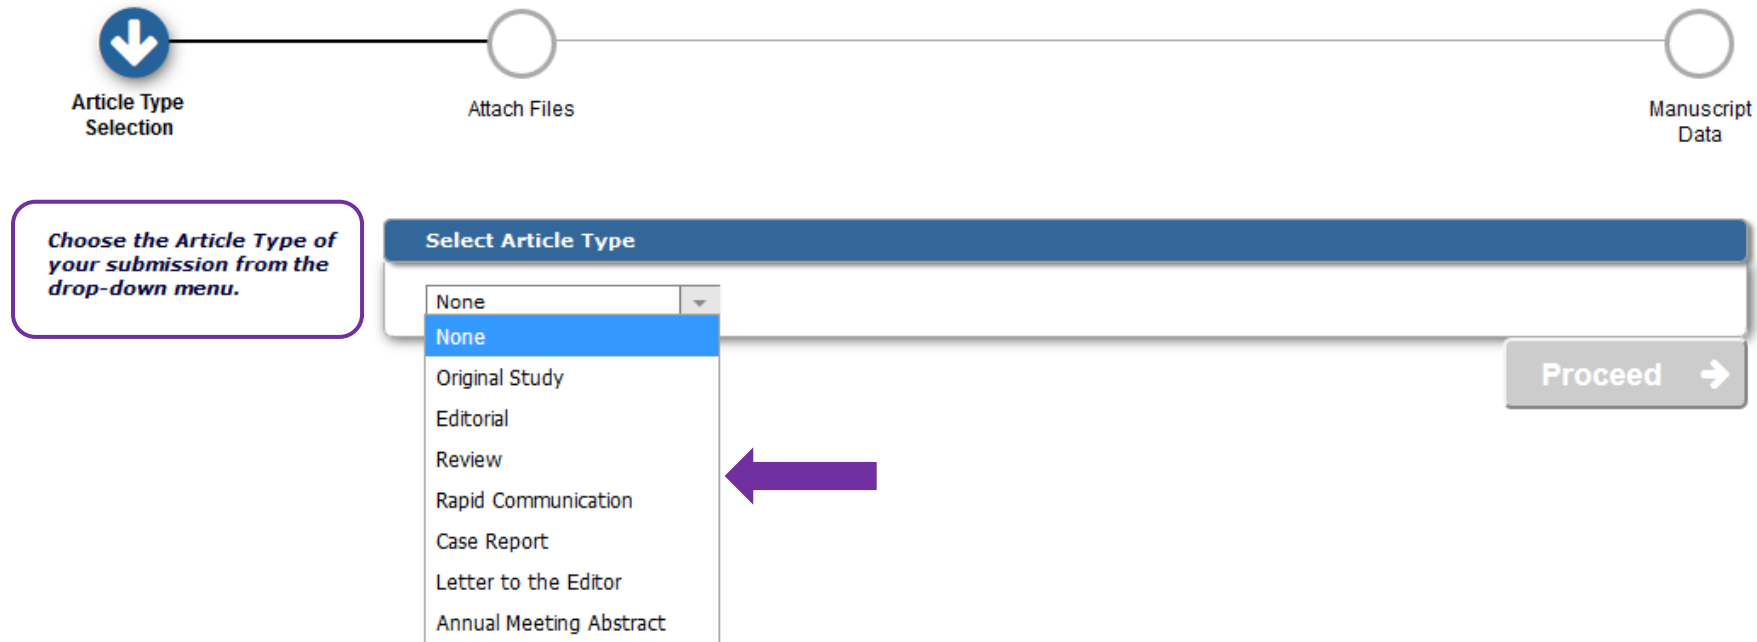 Article Type
Selection
Attach Files
Manuscript
Data
Choose the Article Type of
your submission from the
drop-down menu.
Select Article Type
None
None
Original Study
Editorial
Review
Rapid Communication
Case Report
Letter to the Editor
Annual Meeting Abstract
Proceed